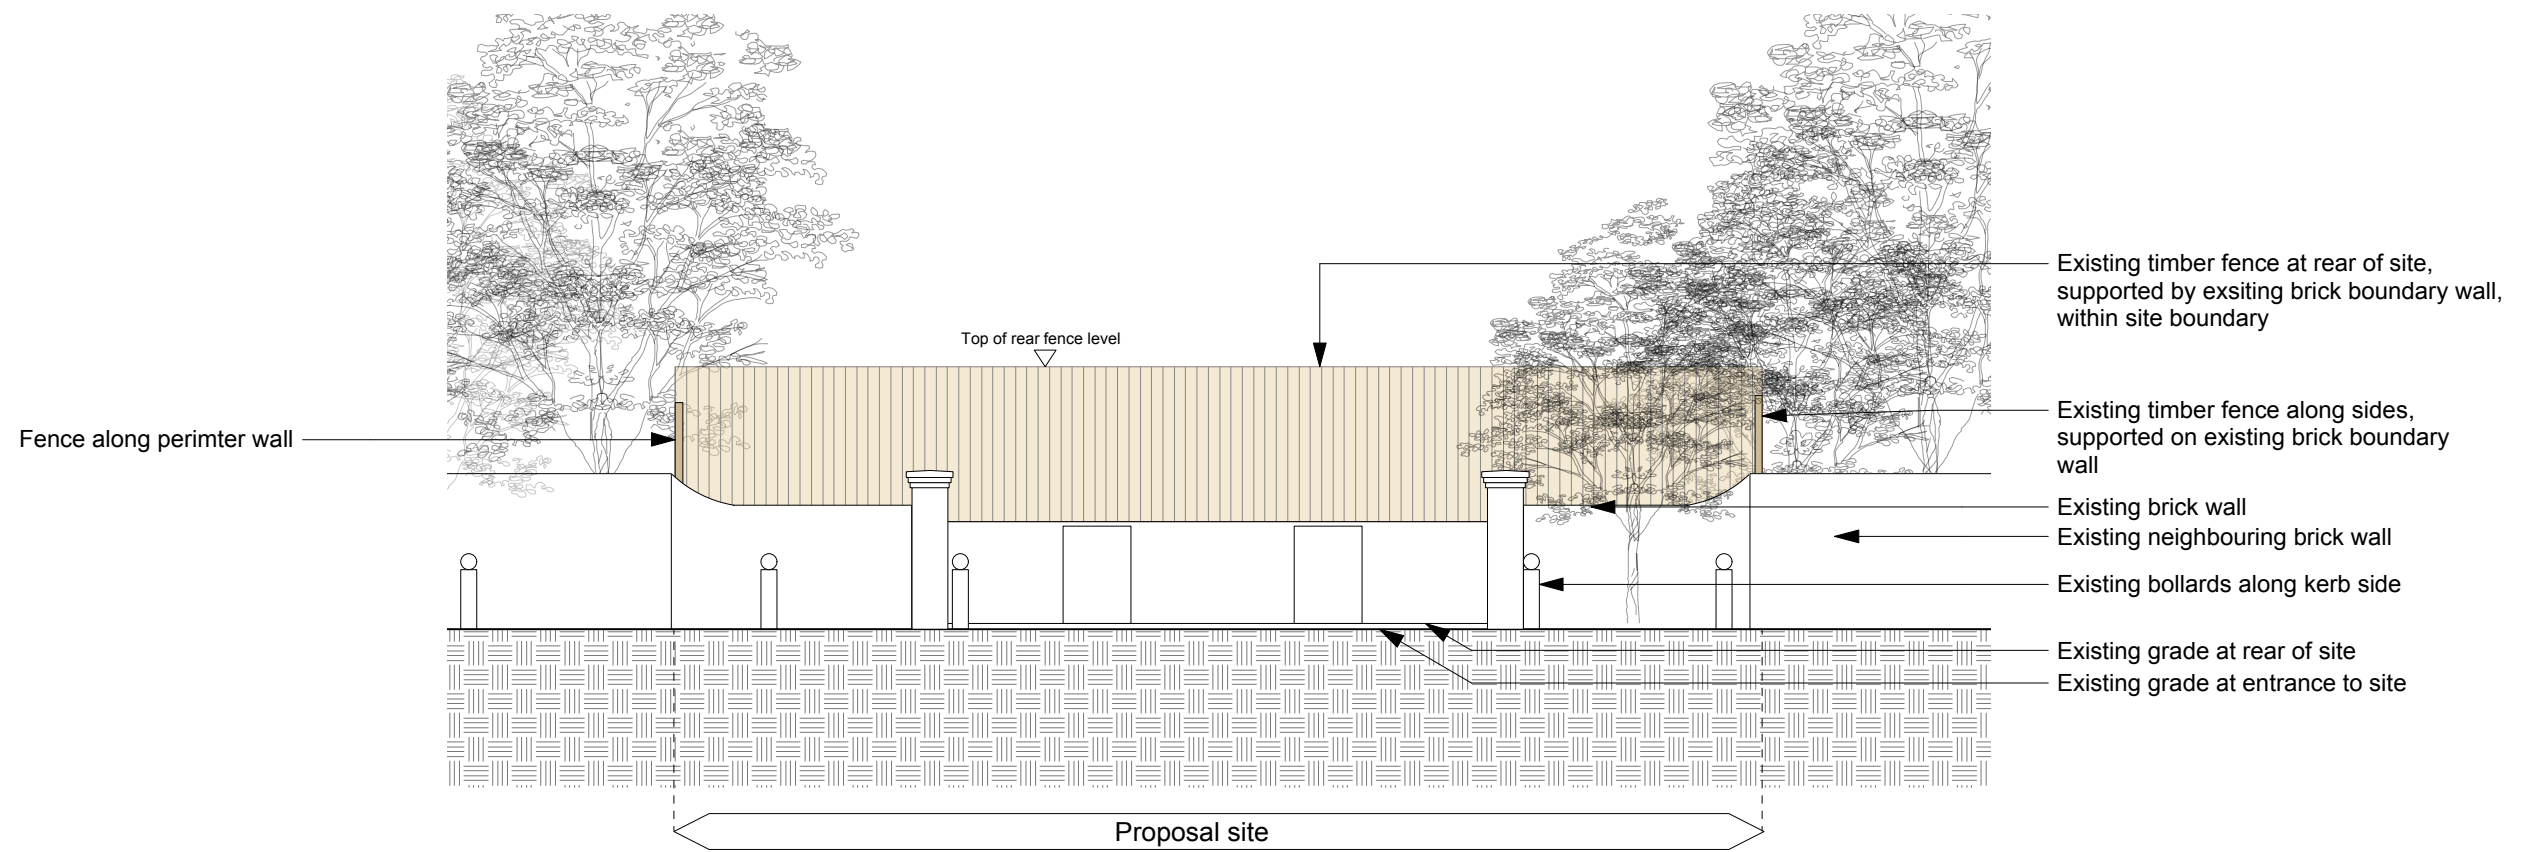 Existing timber fence at rear of site,
supported by exsiting brick boundary wall,
within site boundary
Top of rear fence level
Existing timber fence along sides,
supported on existing brick boundary
wall
Fence along perimter wall
Existing brick wall
Existing neighbouring brick wall
Existing bollards along kerb side
Existing grade at rear of site
Existing grade at entrance to site
Proposal site